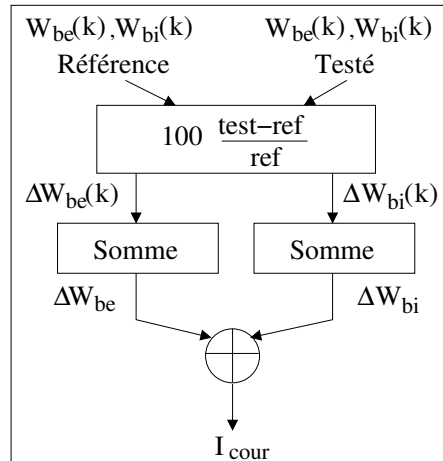 W_be(k), W_bi(k) W_be(k), W_bi(k)
Référence Testé
100 test−ref
ref
ΔW_be(k) ΔW_bi(k)
Somme Somme
ΔW_be ΔW_bi
I_cour